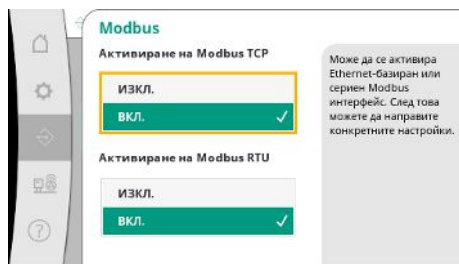 Modbus
Активиране на Modbus TCP
ИЗКЛ.
ВКЛ.
Активиране на Modbus RTU
ИЗКЛ.
ВКЛ.
Може да се активира
Ethernet-базиран или
сериен Modbus
интерфейс. След това
можете да направите
конкретните настройки.